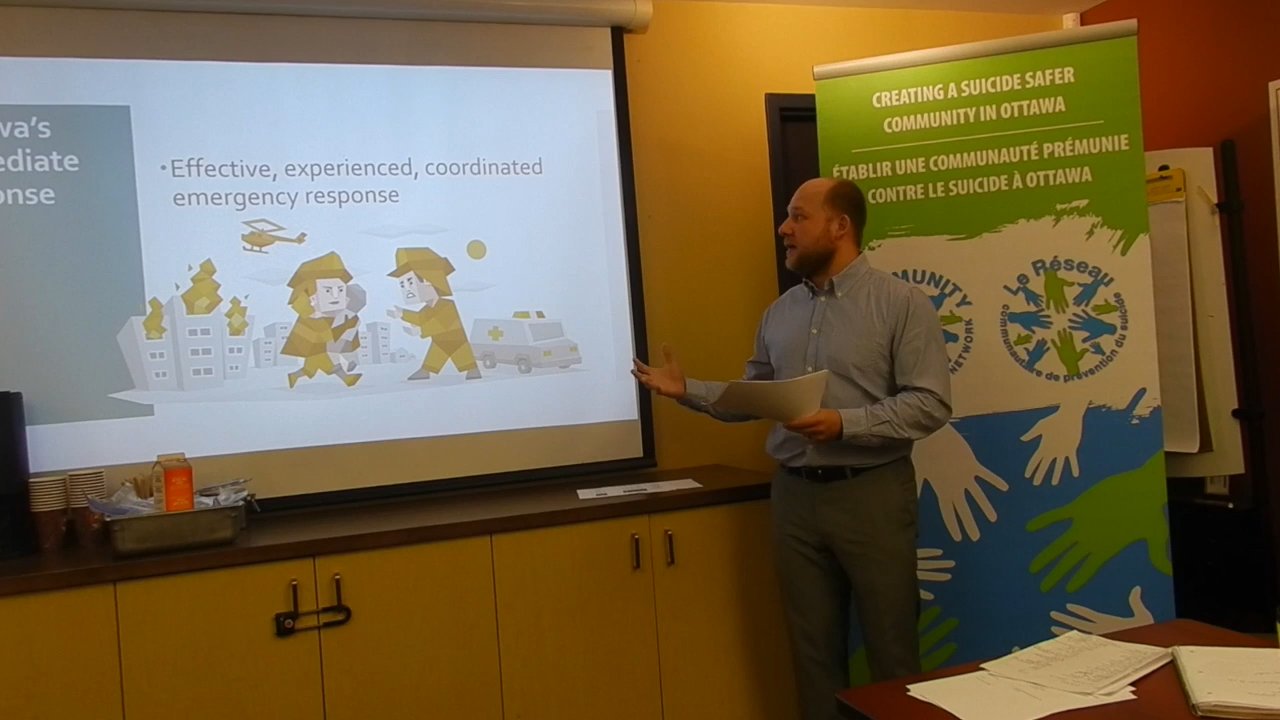 va's
ediate
onse
• Effective, experienced, coordinated
emergency response
CREATING A SUICIDE SAFER
COMMUNITY IN OTTAWA
ÉTABLIR UNE COMMUNAUTÉ PRÉMUNIE
CONTRE LE SUICIDE À OTTAWA
MUNITY
NETWORK
Le Réseau
communautaire de prévention du suicide